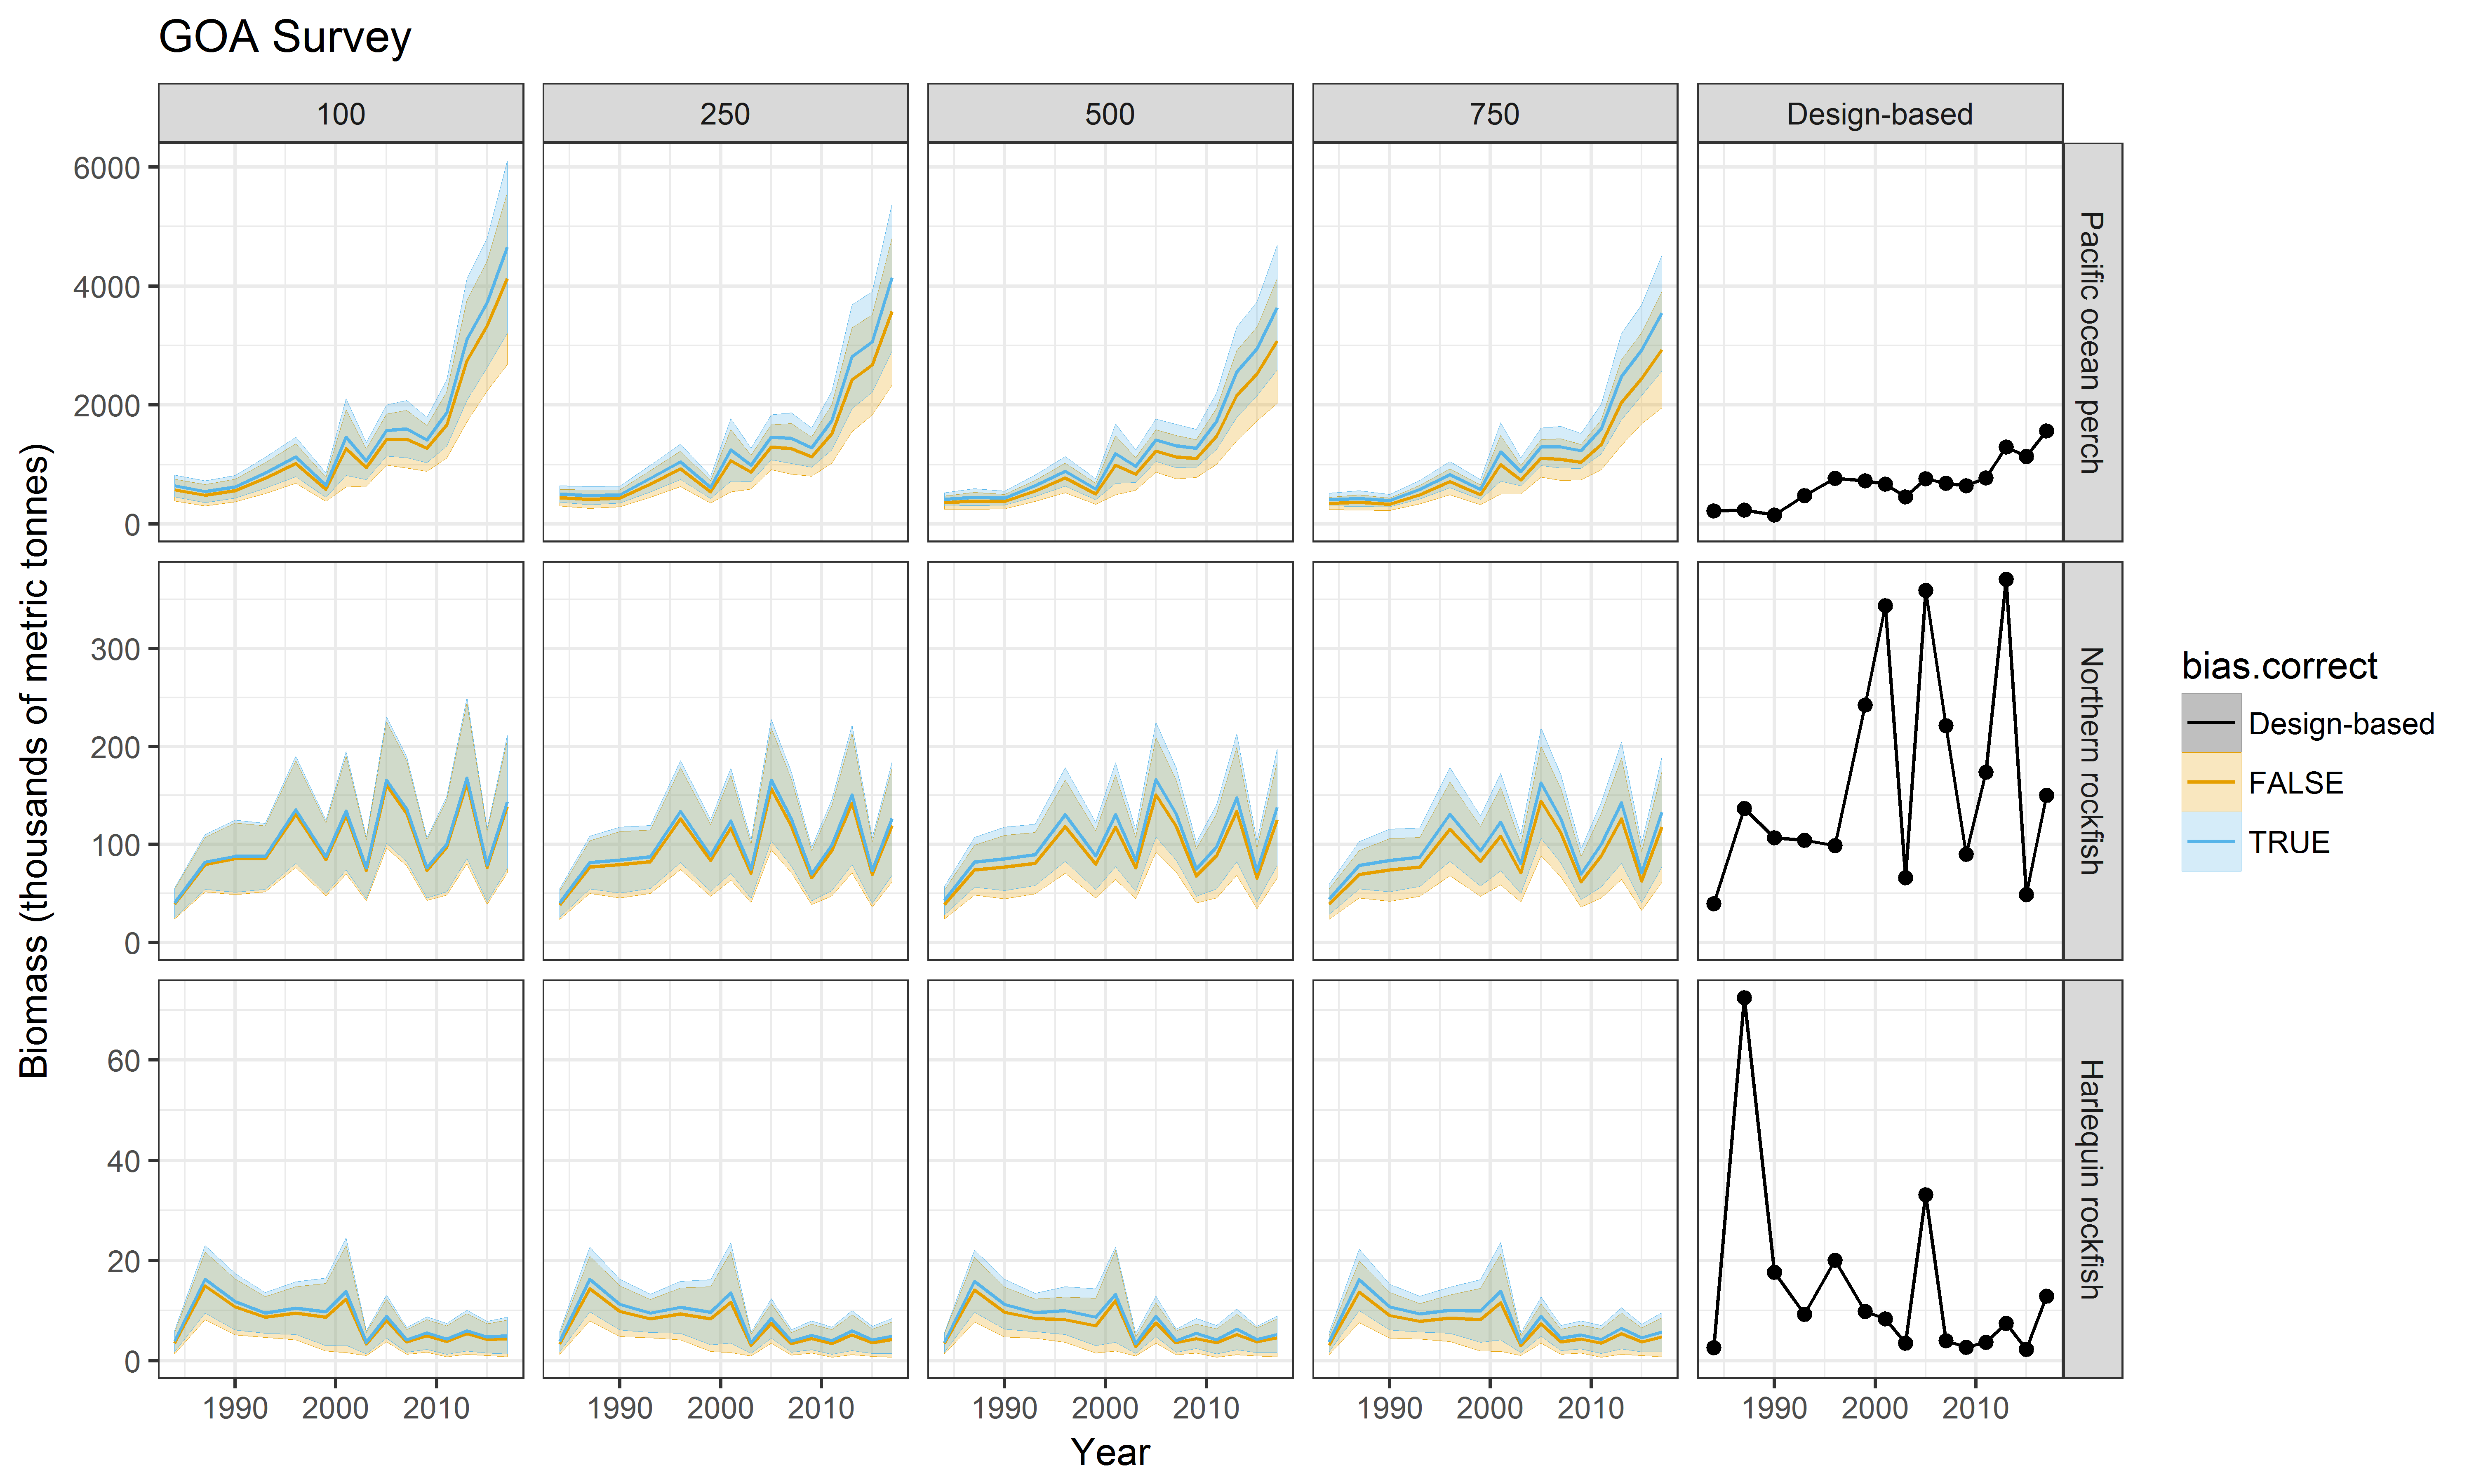 GOA Survey
100
250
500
750
Design-based
6000
4000
2000
0
Pacific ocean perch
300
200
100
0
Northern rockfish
60
40
20
0
Harlequin rockfish
1990 2000 2010
1990 2000 2010
1990 2000 2010
1990 2000 2010
1990 2000 2010
Year
Biomass (thousands of metric tonnes)
bias.correct
Design-based
FALSE
TRUE